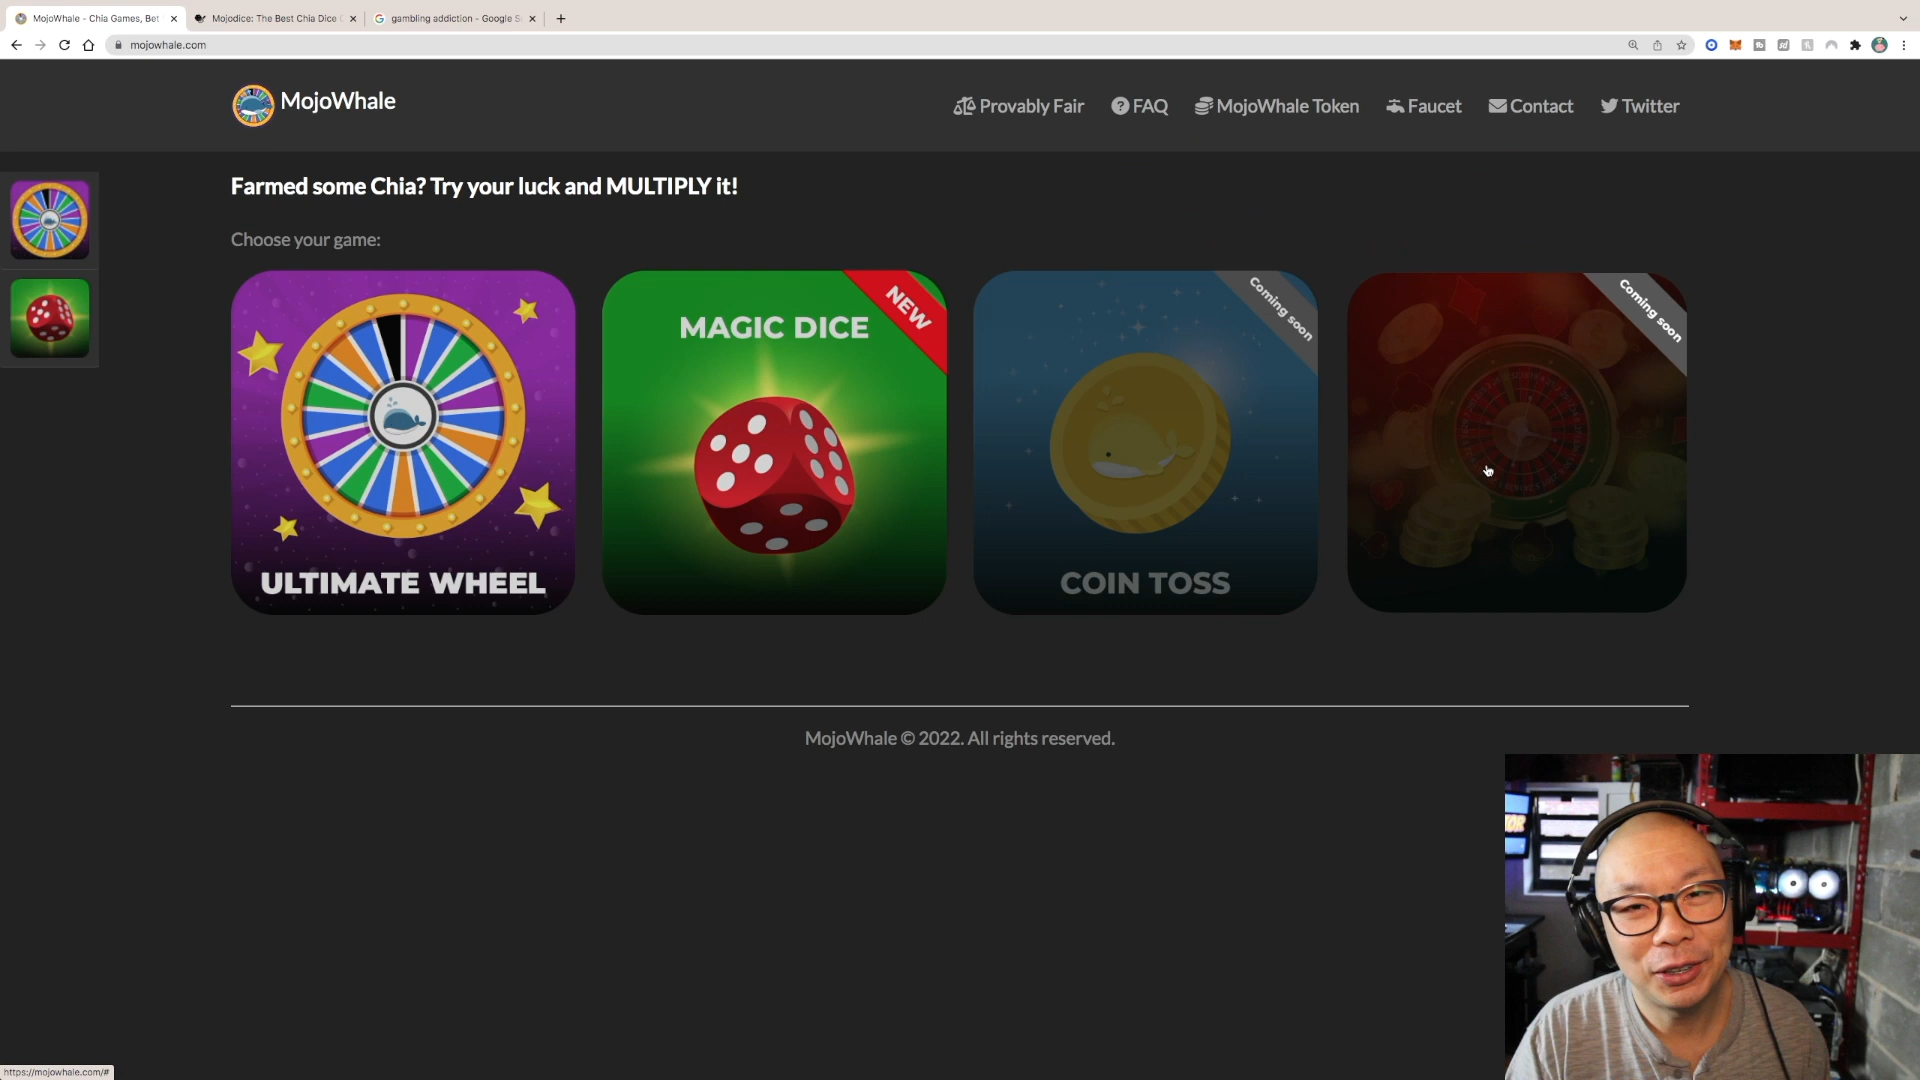 MojoWhale - Chia Games, Bet
Mojodice: The Best Chia Dice
gambling addiction - Google S
mojowhale.com
MojoWhale
Provably Fair
FAQ
MojoWhale Token
Faucet
Contact
Twitter
Farmed some Chia? Try your luck and MULTIPLY it!
Choose your game:
ULTIMATE WHEEL
MAGIC DICE
NEW
Coming soon
COIN TOSS
Coming soon
MojoWhale © 2022. All rights reserved.
https://mojowhale.com/#